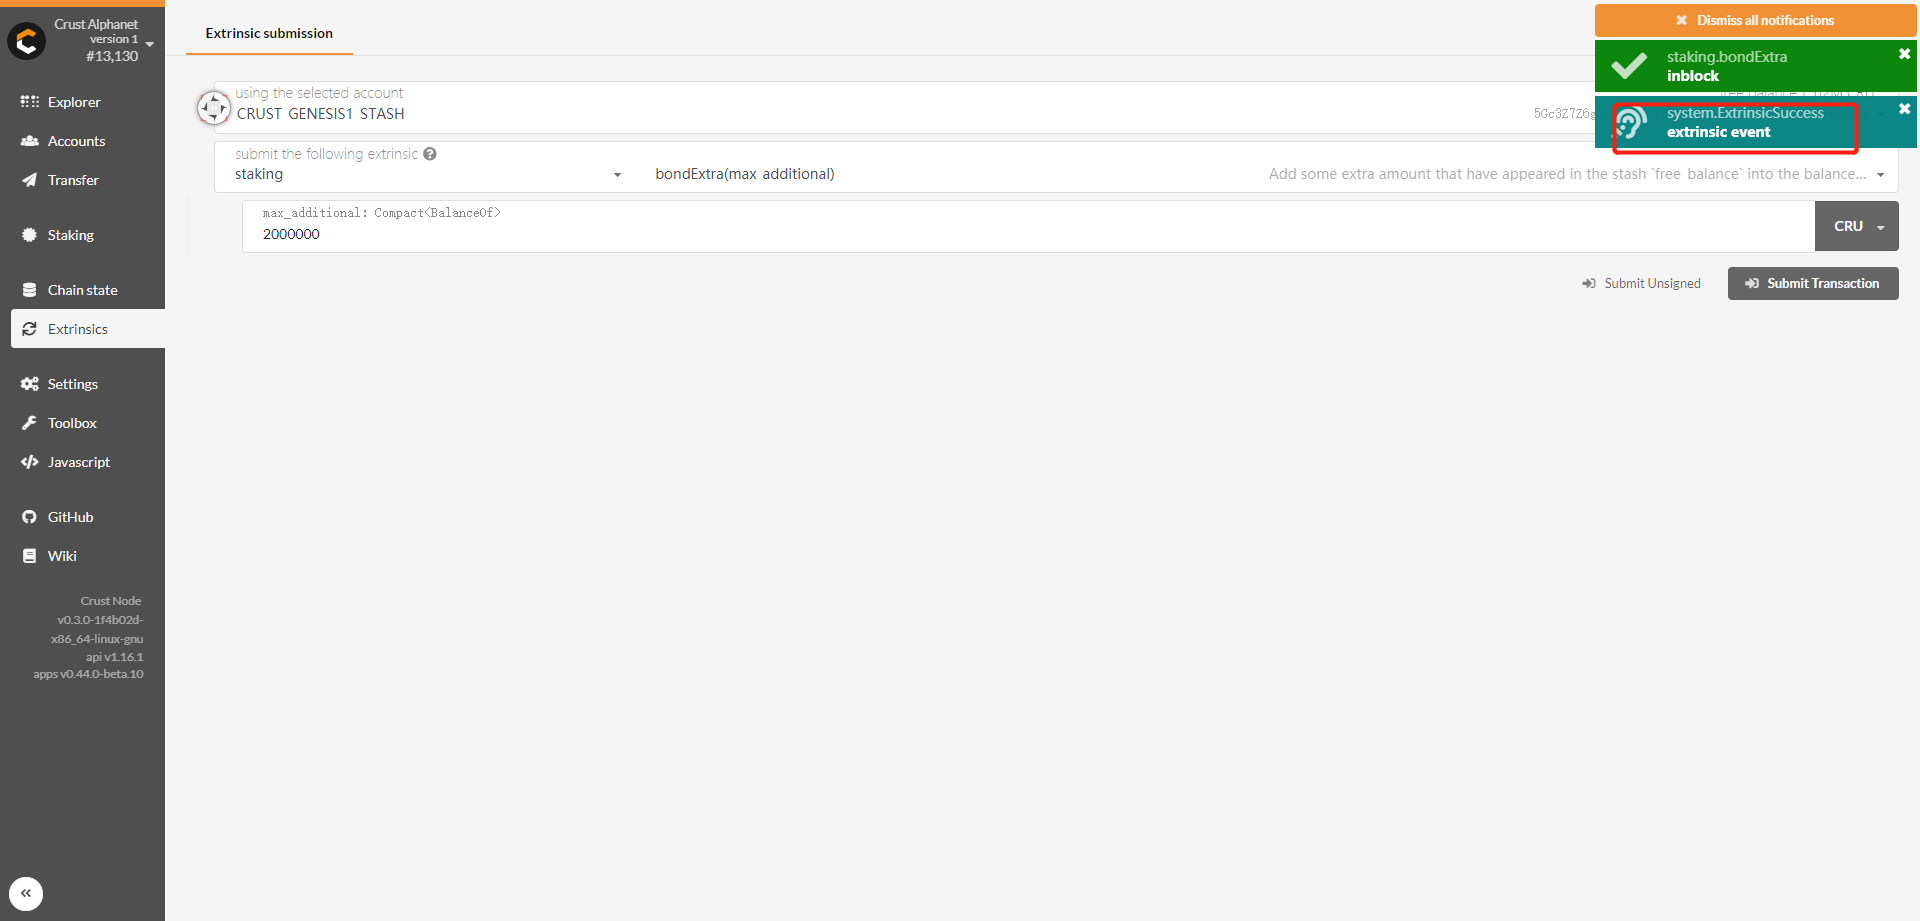 Crust Alphanet
version 1
#13,130
Explorer
Accounts
Transfer
Staking
Chain state
Extrinsics
Settings
Toolbox
Javascript
GitHub
Wiki
Crust Node
v0.3.0-1f4b02d-
x86_64-linux-gnu
api v1.16.1
apps v0.44.0-beta.10
Extrinsic submission
using the selected account
CRUST GENESIS1 STASH
5Gc3Z7Z6g
submit the following extrinsic
staking
bondExtra(max additional)
Add some extra amount that have appeared in the stash `free balance` into the balance...
max_additional: Compact<BalanceOf>
2000000
CRU
Submit Unsigned
Submit Transaction
Dismiss all notifications
staking.bondExtra
inblock
system.ExtrinsicSuccess
extrinsic event